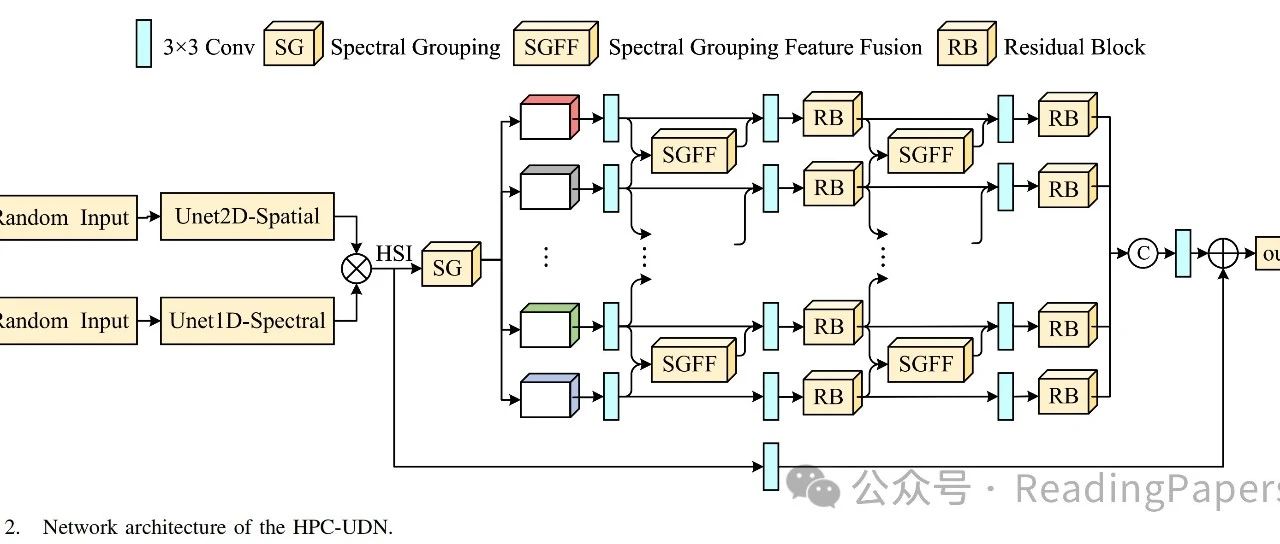 3×3 Conv SG Spectral Grouping SGFF Spectral Grouping Feature Fusion RB Residual Block
RB RB
SGFF SGFF
RB RB
Random Input Unet2D-Spatial
HSI
SG
C
Random Input Unet1D-Spectral
RB RB
SGFF SGFF
RB RB
公众号 · ReadingPapers
2. Network architecture of the HPC-UDN.